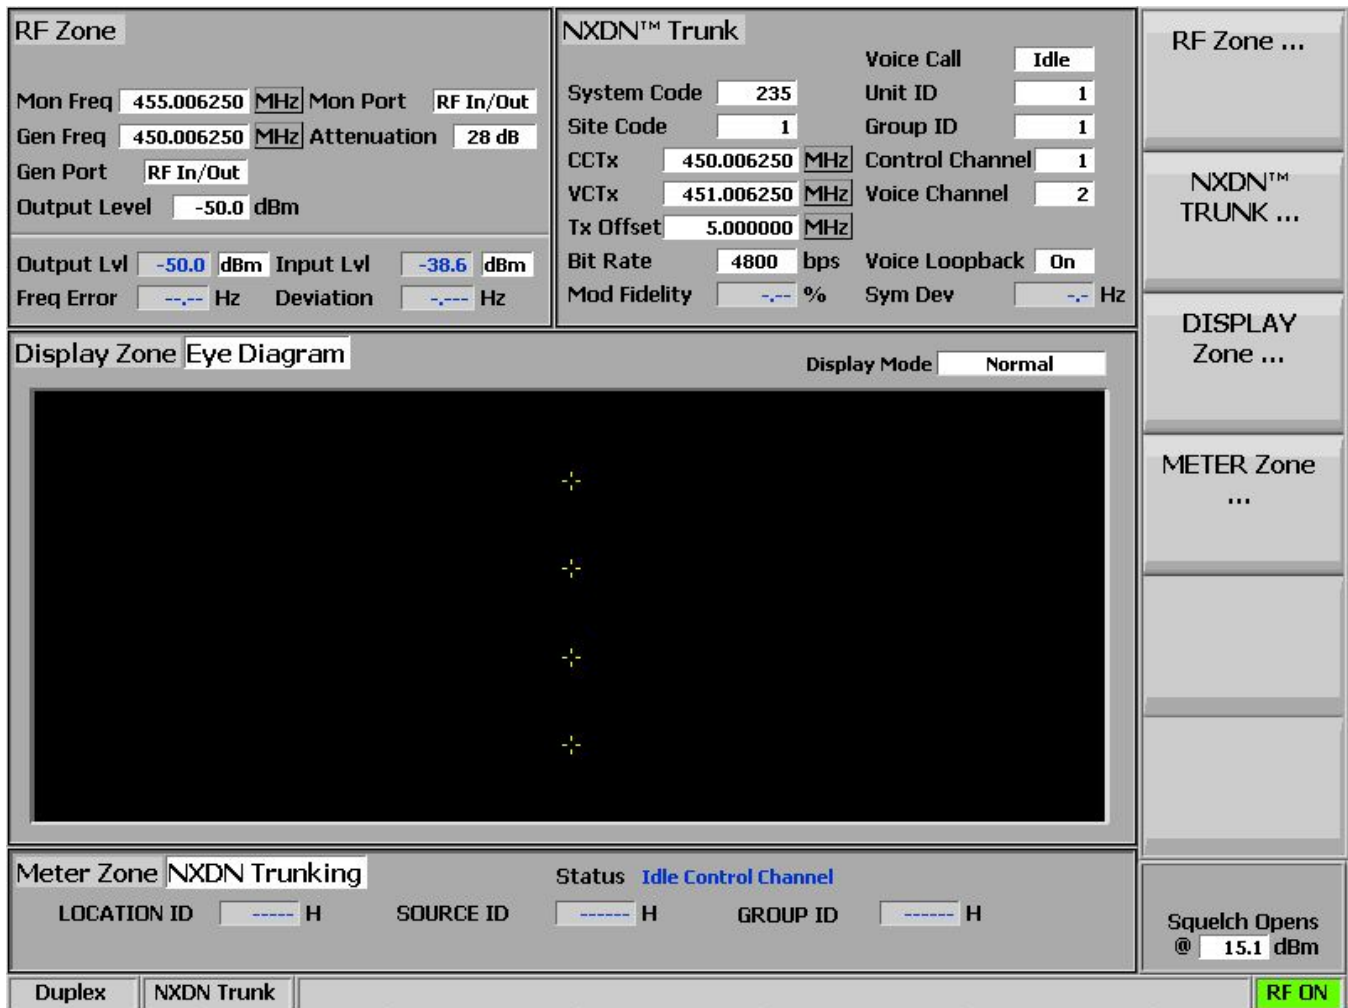 RF Zone
Mon Freq 455.006250 MHz Mon Port RF In/Out
Gen Freq 450.006250 MHz Attenuation 28 dB
Gen Port RF In/Out
Output Level -50.0 dBm
Output Lvl -50.0 dBm Input Lvl -38.6 dBm
Freq Error --.-- Hz Deviation -.--- Hz
NXDN™ Trunk
Voice Call Idle
System Code 235 Unit ID 1
Site Code 1 Group ID 1
CCTx 450.006250 MHz Control Channel 1
VCTx 451.006250 MHz Voice Channel 2
Tx Offset 5.000000 MHz
Bit Rate 4800 bps Voice Loopback On
Mod Fidelity -.-- % Sym Dev -.- Hz
Display Zone Eye Diagram
Display Mode Normal
Meter Zone NXDN Trunking
Status Idle Control Channel
LOCATION ID ----- H SOURCE ID ------ H GROUP ID ------ H
RF Zone ...
NXDN™
TRUNK ...
DISPLAY
Zone ...
METER Zone
...
Squelch Opens
@ 15.1 dBm
Duplex NXDN Trunk RF ON